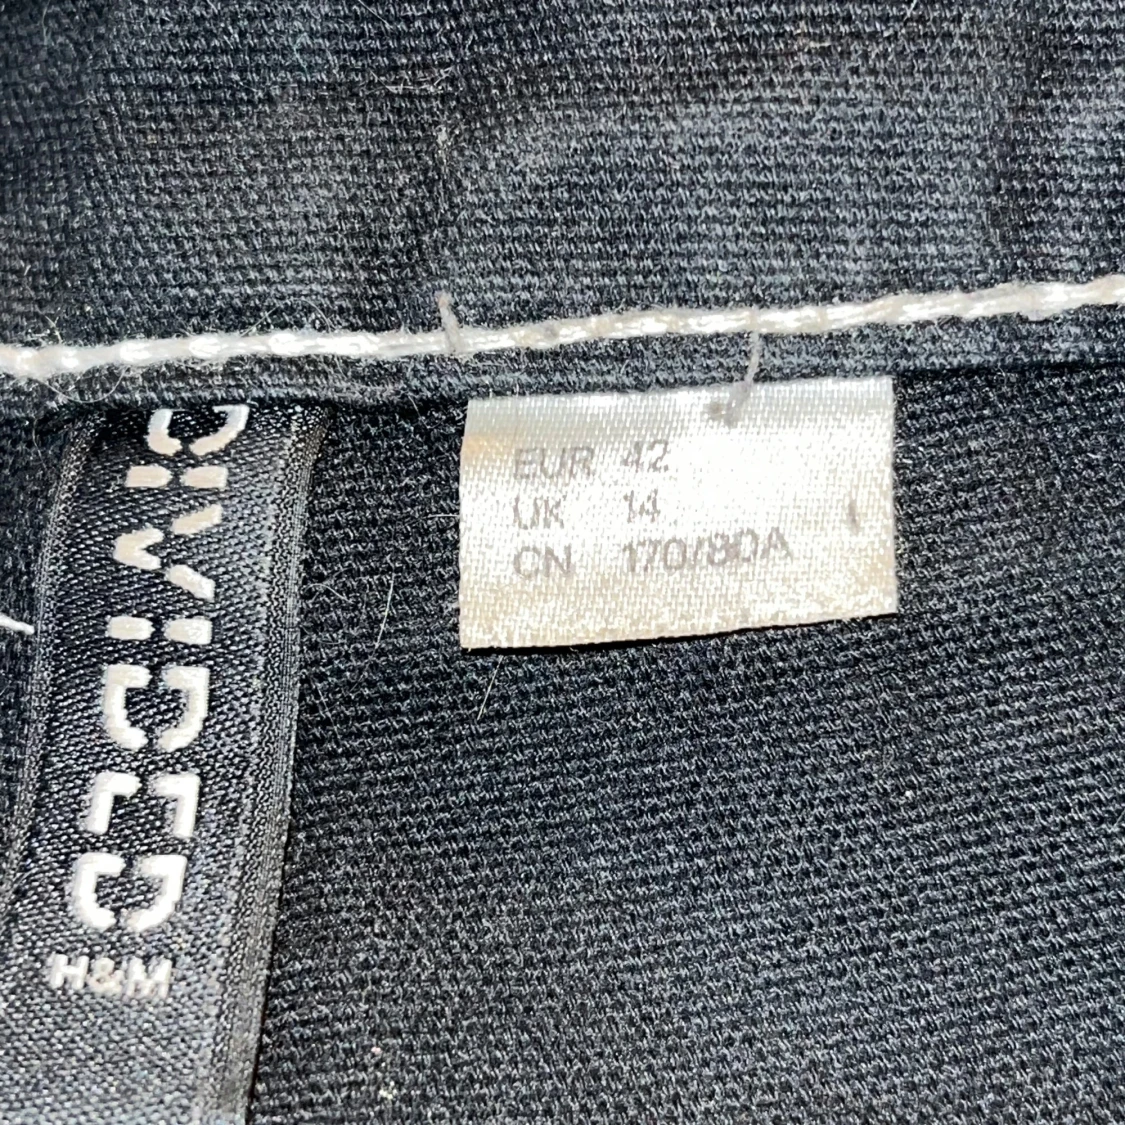 DIVIDED
H&M
EUR 42
UK 14
CN 170/80A